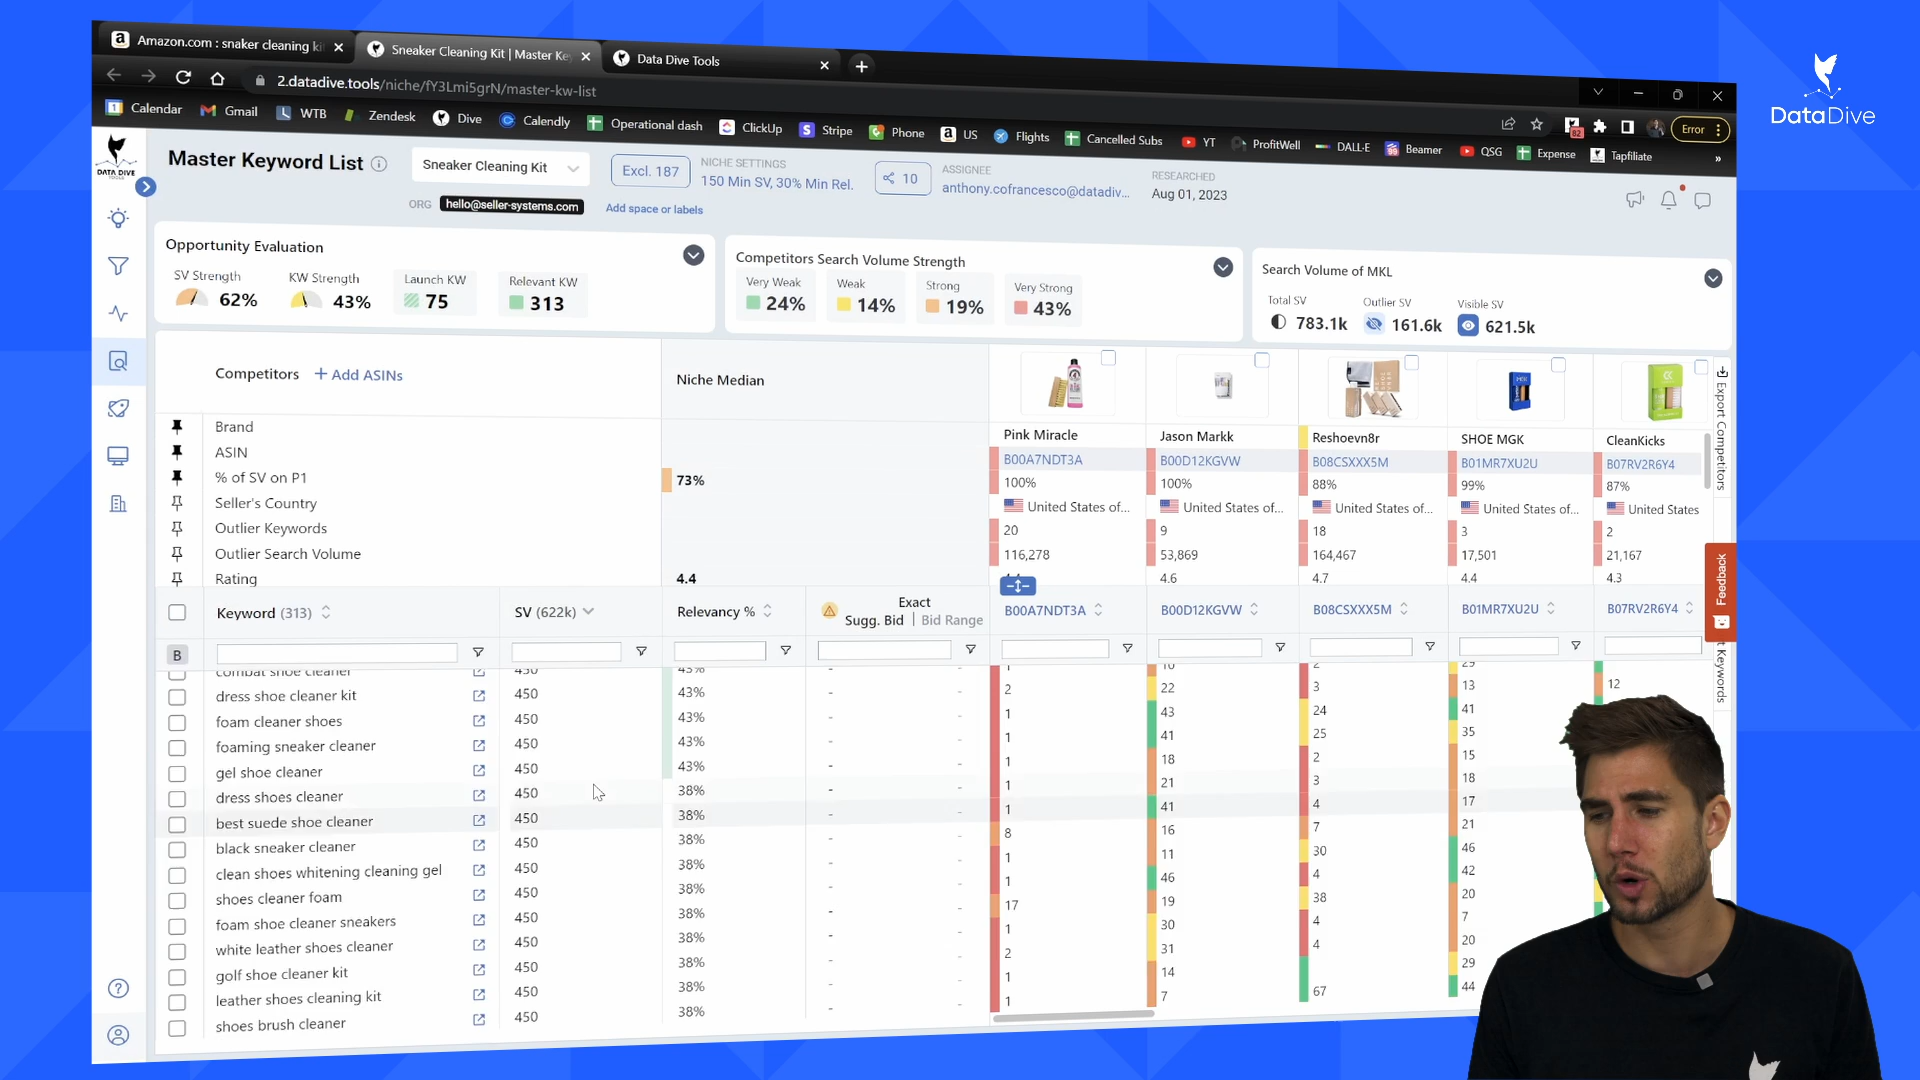 Amazon.com : snaker cleaning ki
Sneaker Cleaning Kit | Master Key
Data Dive Tools
2.datadive.tools/niche/fY3Lmi5grN/master-kw-list
Error
Calendar Gmail WTB Zendesk Dive Calendly Operational dash ClickUp Stripe Phone US Flights Cancelled Subs YT ProfitWell DALL-E Beamer QSG Expense Tapfiliate »
DataDive
DATA DIVE
TOOLS
Master Keyword List
Sneaker Cleaning Kit
Excl. 187
NICHE SETTINGS
150 Min SV, 30% Min Rel.
10
ASSIGNEE
anthony.cofrancesco@datadiv...
RESEARCHED
Aug 01, 2023
ORG hello@seller-systems.com
Add space or labels
Opportunity Evaluation
SV Strength
62%
KW Strength
43%
Launch KW
75
Relevant KW
313
Competitors Search Volume Strength
Very Weak
24%
Weak
14%
Strong
19%
Very Strong
43%
Search Volume of MKL
Total SV
783.1k
Outlier SV
161.6k
Visible SV
621.5k
Competitors + Add ASINs
Niche Median
Export Competitors
Brand Pink Miracle Jason Markk Reshoevn8r SHOE MGK CleanKicks
ASIN B00A7NDT3A B00D12KGVW B08CSXXX5M B01MR7XU2U B07RV2R6Y4
% of SV on P1 73% 100% 100% 88% 99% 87%
Seller's Country United States of... United States of... United States of... United States of... United States
Outlier Keywords 20 9 18 3 2
Outlier Search Volume 116,278 53,869 164,467 17,501 21,167
Rating 4.4 4.6 4.7 4.4 4.3
Feedback
Keyword (313) SV (622k) Relevancy % Exact Sugg. Bid | Bid Range B00A7NDT3A B00D12KGVW B08CSXXX5M B01MR7XU2U B07RV2R6Y4
B
Keywords
combat shoe cleaner 450 43% 1 10 2 29
dress shoe cleaner kit 450 43% - - 2 22 3 13 12
foam cleaner shoes 450 43% - - 1 43 24 41
foaming sneaker cleaner 450 43% - - 1 41 25 35
gel shoe cleaner 450 43% - - 1 18 2 15
dress shoes cleaner 450 38% - - 1 21 3 18
best suede shoe cleaner 450 38% - - 1 41 4 17
black sneaker cleaner 450 38% - - 8 16 7 21
clean shoes whitening cleaning gel 450 38% - - 1 11 30 46
shoes cleaner foam 450 38% - - 1 46 4 42
foam shoe cleaner sneakers 450 38% - - 17 19 38 20
white leather shoes cleaner 450 38% - - 1 30 4 7
golf shoe cleaner kit 450 38% - - 2 31 4 20
leather shoes cleaning kit 450 38% - - 1 14 29
shoes brush cleaner 450 38% - - 1 7 67 44